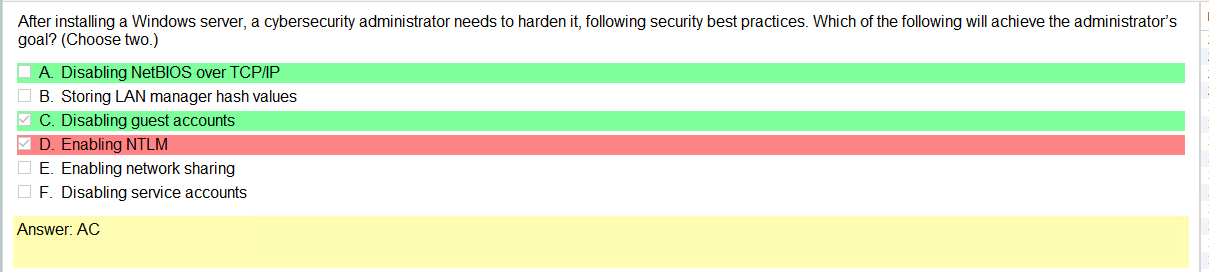 After installing a Windows server, a cybersecurity administrator needs to harden it, following security best practices. Which of the following will achieve the administrator's
goal? (Choose two.)
A. Disabling NetBIOS over TCP/IP
B. Storing LAN manager hash values
C. Disabling guest accounts
D. Enabling NTLM
E. Enabling network sharing
F. Disabling service accounts
Answer: AC